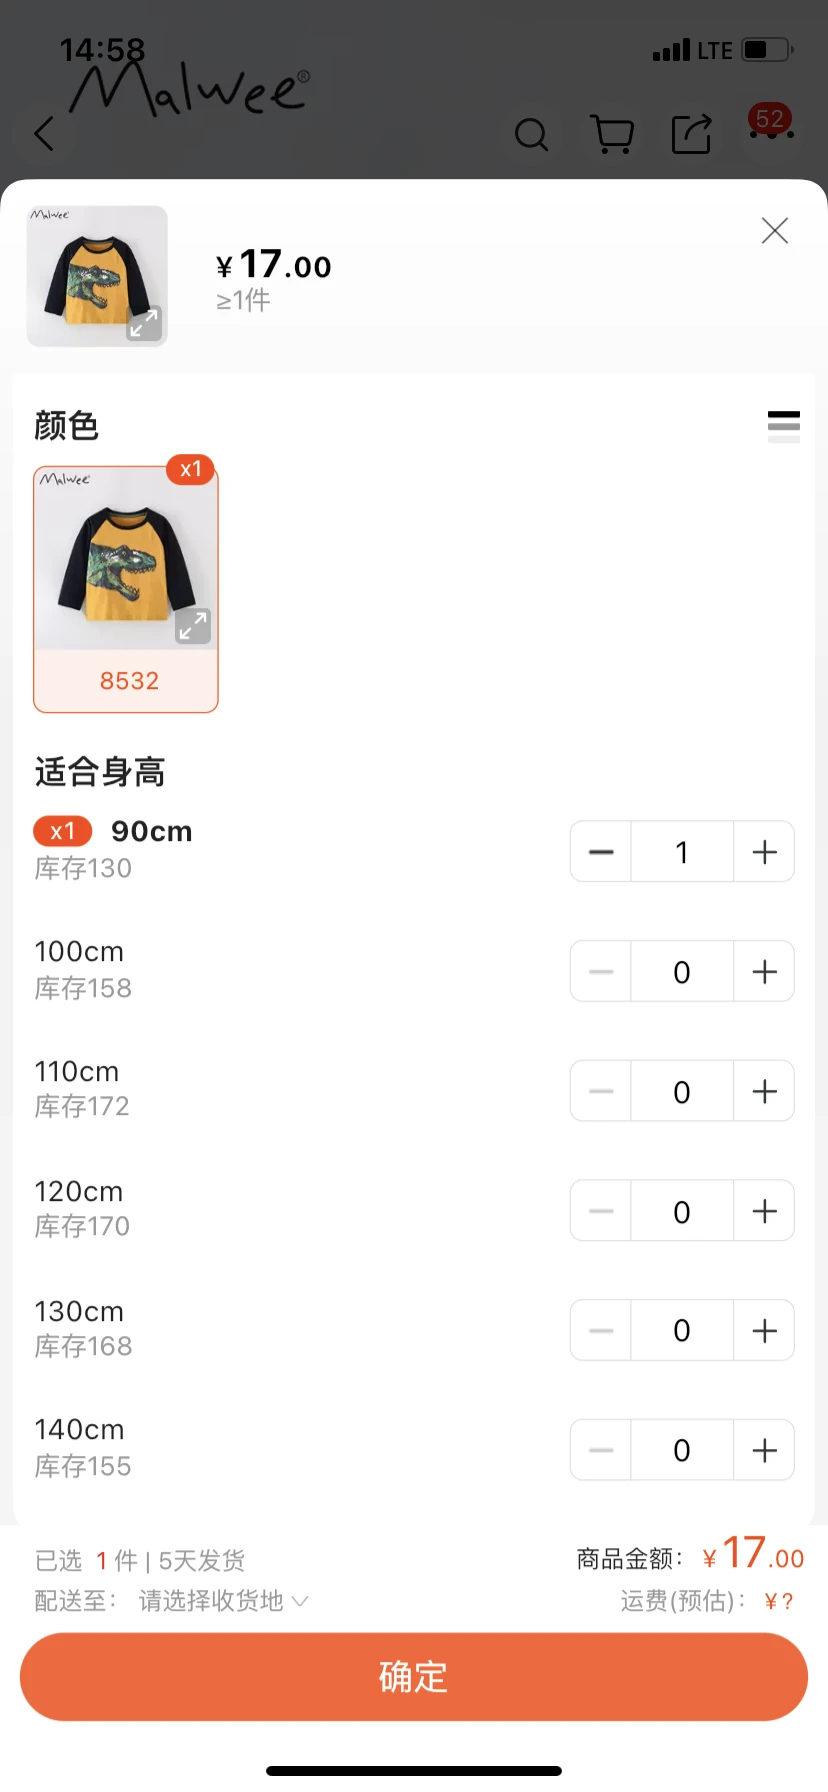 14:58
LTE
Malwee®
52
Malwee
¥17.00
≥1件
颜色
x1
Malwee
8532
适合身高
x1 90cm
库存130
1
100cm
库存158
0
110cm
库存172
0
120cm
库存170
0
130cm
库存168
0
140cm
库存155
0
已选 1 件 | 5天发货
商品金额: ¥17.00
配送至: 请选择收货地
运费(预估): ¥?
确定